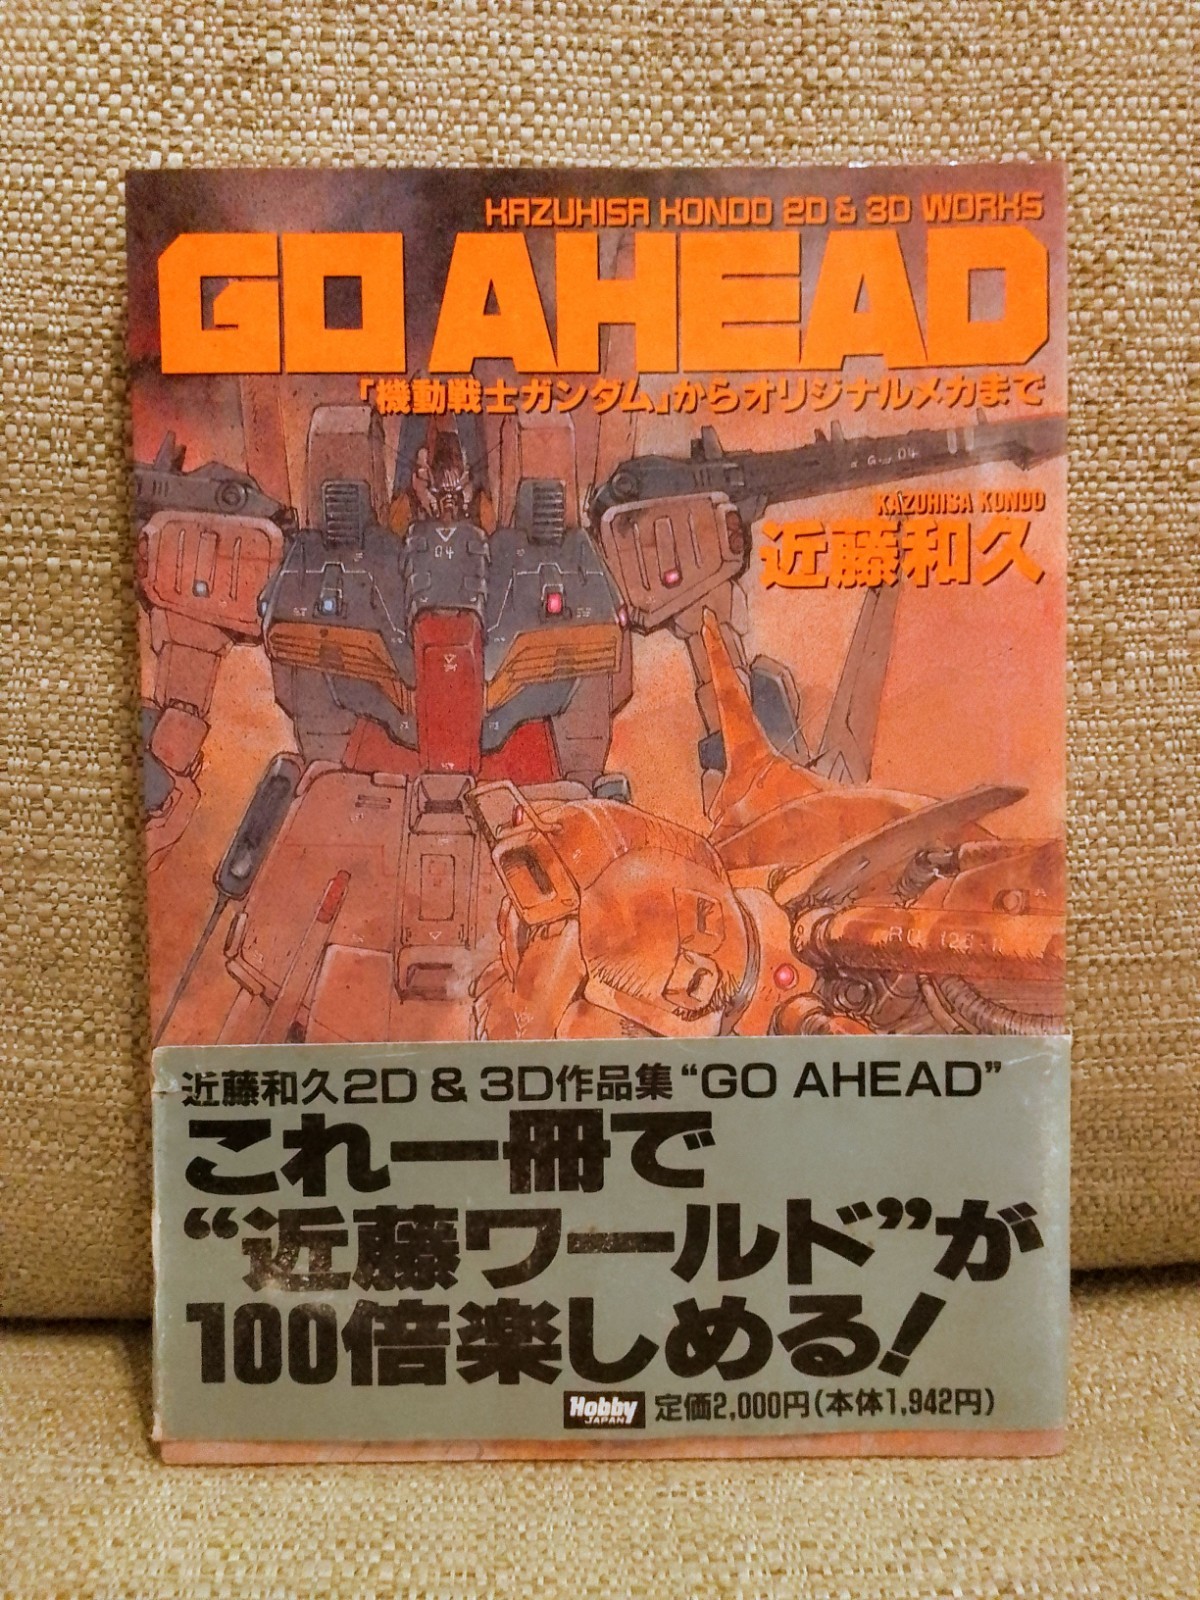 KAZUHISA KONDO 2D & 3D WORKS
GO AHEAD
「機動戦士ガンダム」からオリジナルメカまで
KAZUHISA KONDO
近藤和久
04
近藤和久2D & 3D作品集“GO AHEAD”
これ一冊で
“近藤ワールド”が
100倍楽しめる!
Hobby
JAPAN
定価2,000円(本体1,942円)